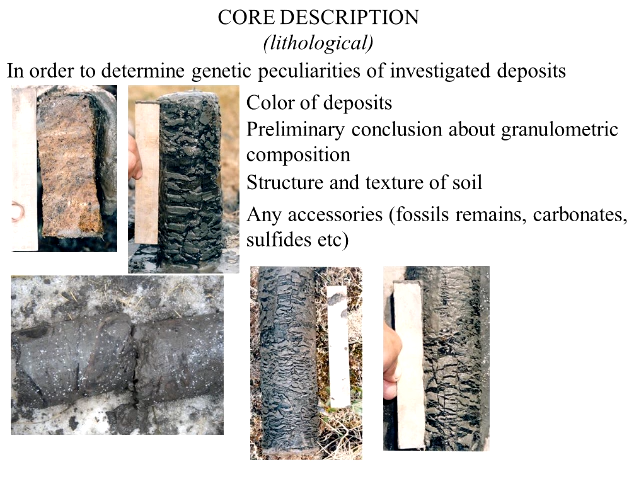 CORE DESCRIPTION
(lithological)
In order to determine genetic peculiarities of investigated deposits
Color of deposits
Preliminary conclusion about granulometric
composition
Structure and texture of soil
Any accessories (fossils remains, carbonates,
sulfides etc)